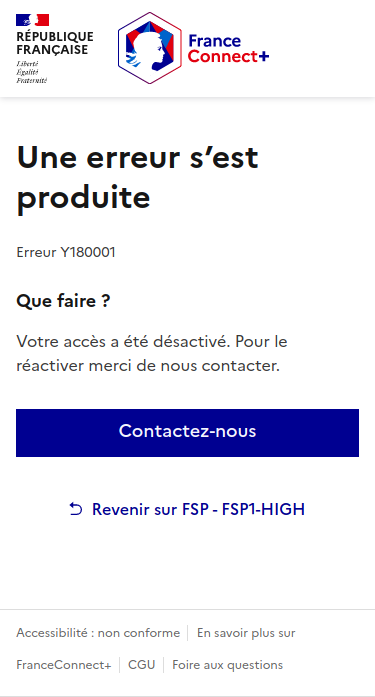 RÉPUBLIQUE
FRANÇAISE
Liberté
Égalité
Fraternité
France
Connect+
Une erreur s’est
produite
Erreur Y180001
Que faire ?
Votre accès a été désactivé. Pour le
réactiver merci de nous contacter.
Contactez-nous
Revenir sur FSP - FSP1-HIGH
Accessibilité : non conforme
En savoir plus sur
FranceConnect+
CGU
Foire aux questions